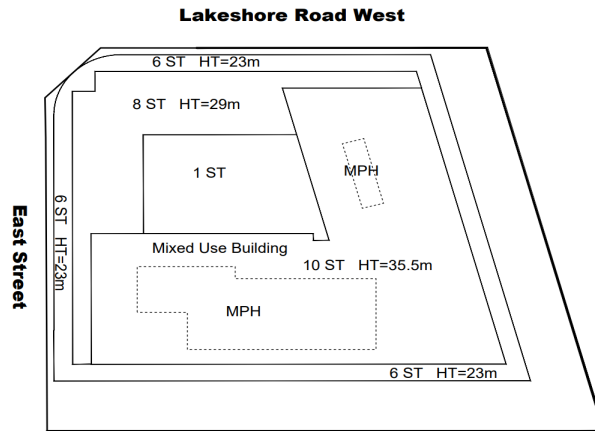 Lakeshore Road West
6 ST HT=23m
8 ST HT=29m
MPH
1 ST
East Street
6 ST HT=23m
Mixed Use Building
10 ST HT=35.5m
MPH
6 ST HT=23m